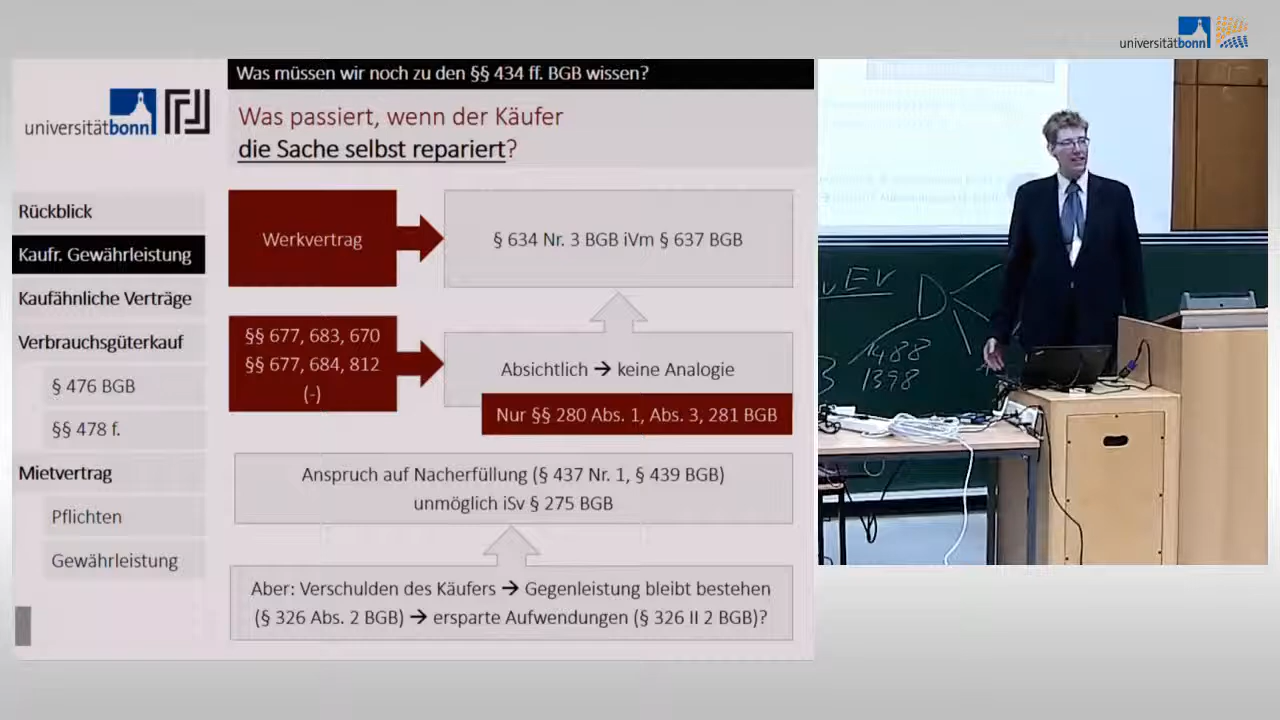 universitätbonn
Was müssen wir noch zu den §§ 434 ff. BGB wissen?
universitätbonn
Was passiert, wenn der Käufer
die Sache selbst repariert?
Rückblick
Kaufr. Gewährleistung
Kaufähnliche Verträge
Verbrauchsgüterkauf
§ 476 BGB
§§ 478 f.
Mietvertrag
Pflichten
Gewährleistung
Werkvertrag
§ 634 Nr. 3 BGB iVm § 637 BGB
§§ 677, 683, 670
§§ 677, 684, 812
(-)
Absichtlich → keine Analogie
Nur §§ 280 Abs. 1, Abs. 3, 281 BGB
Anspruch auf Nacherfüllung (§ 437 Nr. 1, § 439 BGB)
unmöglich iSv § 275 BGB
Aber: Verschulden des Käufers → Gegenleistung bleibt bestehen
(§ 326 Abs. 2 BGB) → ersparte Aufwendungen (§ 326 II 2 BGB)?
EV
D
1488
1398